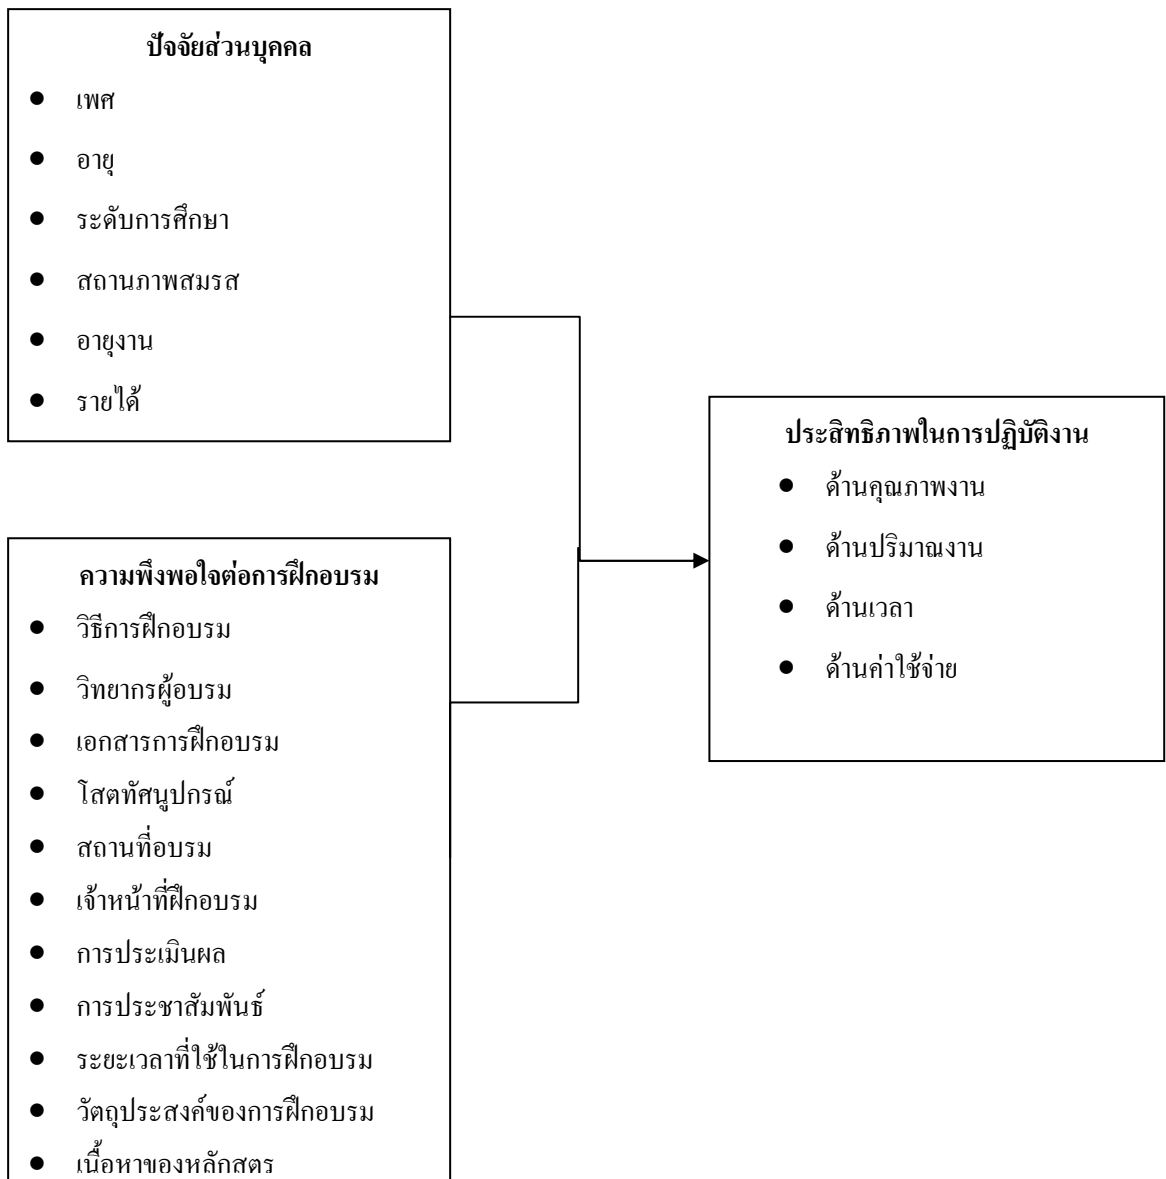 ปัจจัยส่วนบุคคล
● เพศ
● อายุ
● ระดับการศึกษา
● สถานภาพสมรส
● อายุงาน
● รายได้
ความพึงพอใจต่อการฝึกอบรม
● วิธีการฝึกอบรม
● วิทยากรผู้อบรม
● เอกสารการฝึกอบรม
● โสตทัศนูปกรณ์
● สถานที่อบรม
● เจ้าหน้าที่ฝึกอบรม
● การประเมินผล
● การประชาสัมพันธ์
● ระยะเวลาที่ใช้ในการฝึกอบรม
● วัตถุประสงค์ของการฝึกอบรม
● เนื้อหาของหลักสูตร
ประสิทธิภาพในการปฏิบัติงาน
● ด้านคุณภาพงาน
● ด้านปริมาณงาน
● ด้านเวลา
● ด้านค่าใช้จ่าย